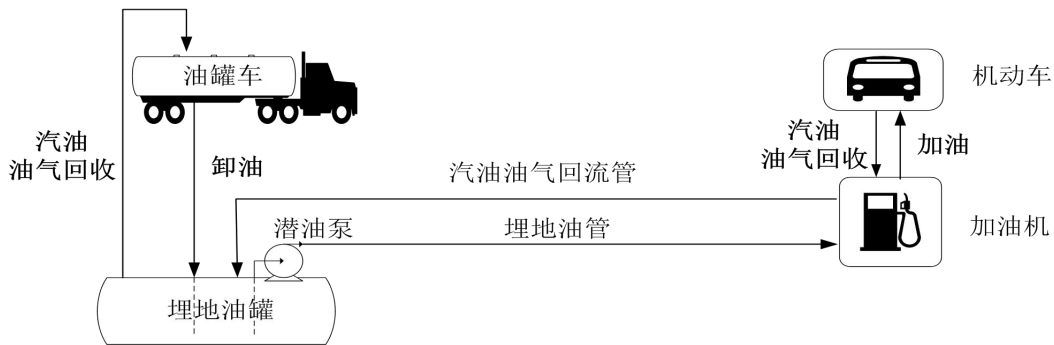 油罐车
机动车
汽油
油气回收
卸油
汽油
油气回收
加油
汽油油气回流管
潜油泵
埋地油管
加油机
埋地油罐